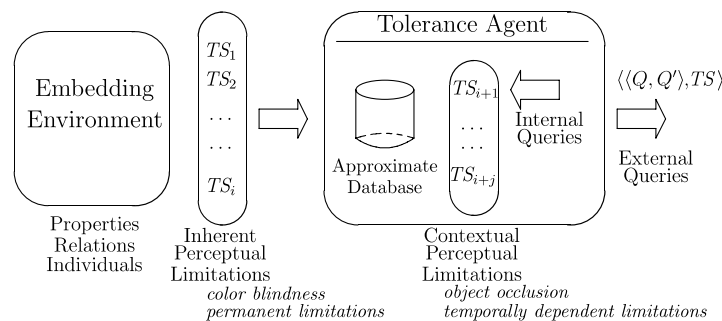 Tolerance Agent
Embedding
Environment
TS₁
TS₂
...
...
TSᵢ
Approximate
Database
TSᵢ₊₁
...
...
TSᵢ₊ⱼ
Internal
Queries
⟨⟨Q, Q′⟩,TS⟩
External
Queries
Properties
Relations
Individuals
Inherent
Perceptual
Limitations
color blindness
permanent limitations
Contextual
Perceptual
Limitations
object occlusion
temporally dependent limitations